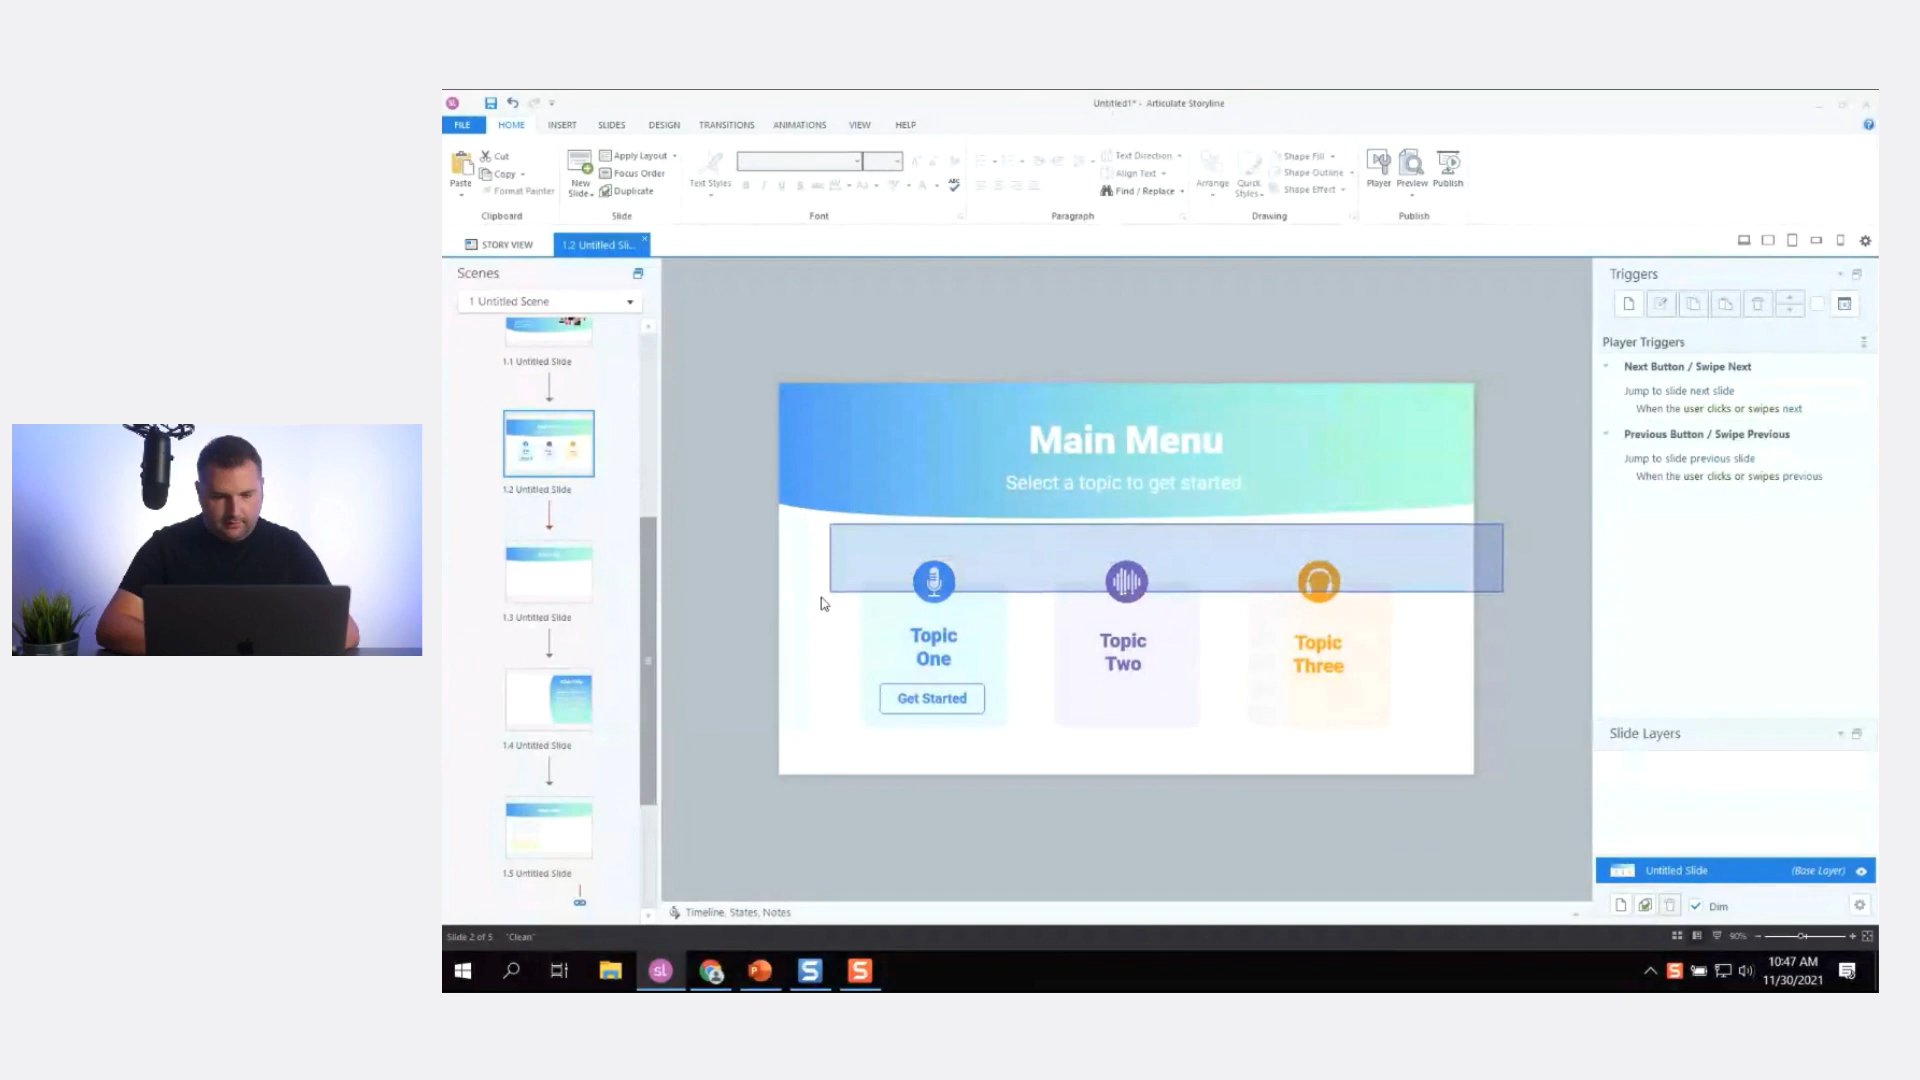 Untitled1* - Articulate Storyline
FILE HOME INSERT SLIDES DESIGN TRANSITIONS ANIMATIONS VIEW HELP
Paste
Cut
Copy
Format Painter
Clipboard
New Slide
Apply Layout
Focus Order
Duplicate
Slide
Text Styles
B I U S abc Aa A ABC
Font
Text Direction
Align Text
Find / Replace
Paragraph
Arrange
Quick Styles
Shape Fill
Shape Outline
Shape Effect
Drawing
Player
Preview
Publish
Publish
STORY VIEW
1.2 Untitled Sli...
Scenes
1 Untitled Scene
1.1 Untitled Slide
1.2 Untitled Slide
1.3 Untitled Slide
1.4 Untitled Slide
1.5 Untitled Slide
Main Menu
Select a topic to get started
Topic
One
Get Started
Topic
Two
Topic
Three
Triggers
Player Triggers
Next Button / Swipe Next
Jump to slide next slide
When the user clicks or swipes next
Previous Button / Swipe Previous
Jump to slide previous slide
When the user clicks or swipes previous
Slide Layers
Untitled Slide (Base Layer)
Dim
Timeline, States, Notes
Slide 2 of 5 "Clean"
90%
10:47 AM
11/30/2021